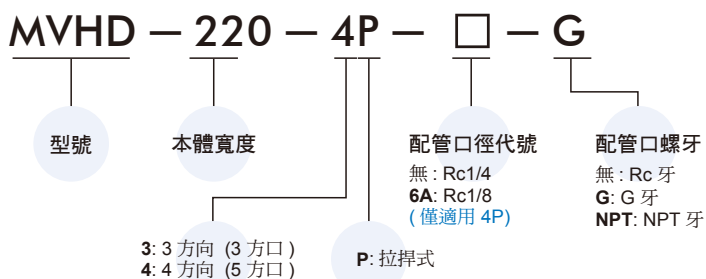 MVHD － 220 － 4P － □ － G
型號
本體寬度
配管口徑代號
無 : Rc1/4
6A: Rc1/8
( 僅適用 4P)
配管口螺牙
無 : Rc 牙
G: G 牙
NPT: NPT 牙
3: 3 方向 (3 方口 )
4: 4 方向 (5 方口 )
P: 拉捍式